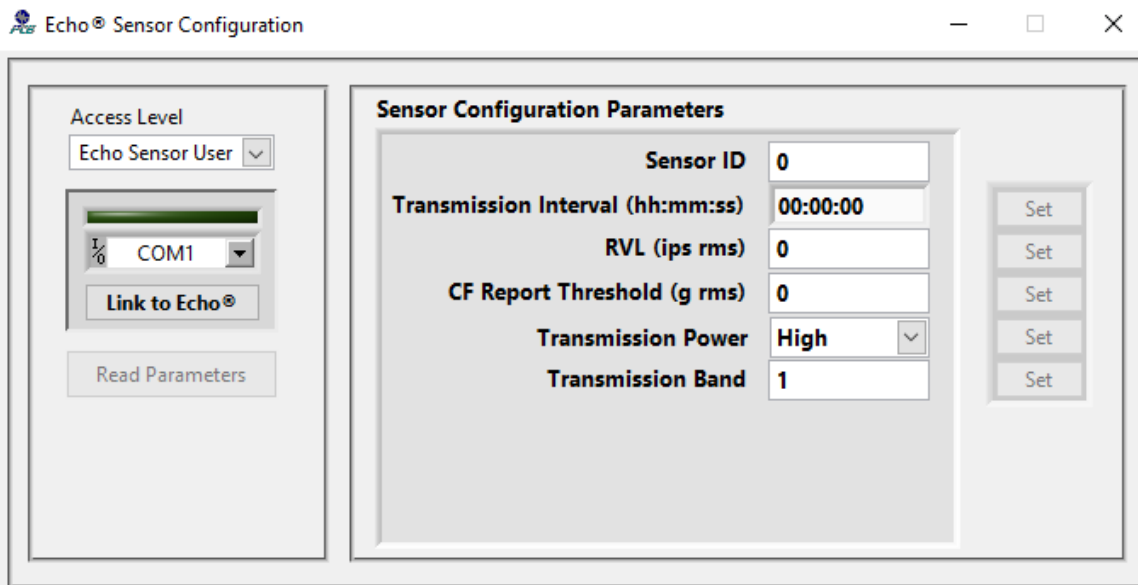 Echo® Sensor Configuration
Access Level
Echo Sensor User
I/O COM1
Link to Echo®
Read Parameters
Sensor Configuration Parameters
Sensor ID 0
Transmission Interval (hh:mm:ss) 00:00:00 Set
RVL (ips rms) 0 Set
CF Report Threshold (g rms) 0 Set
Transmission Power High Set
Transmission Band 1 Set